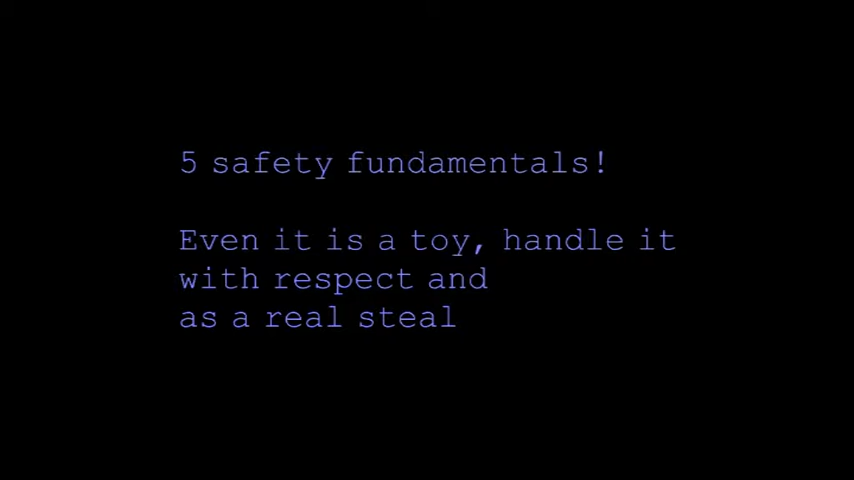 5 safety fundamentals!
Even it is a toy, handle it
with respect and
as a real steal